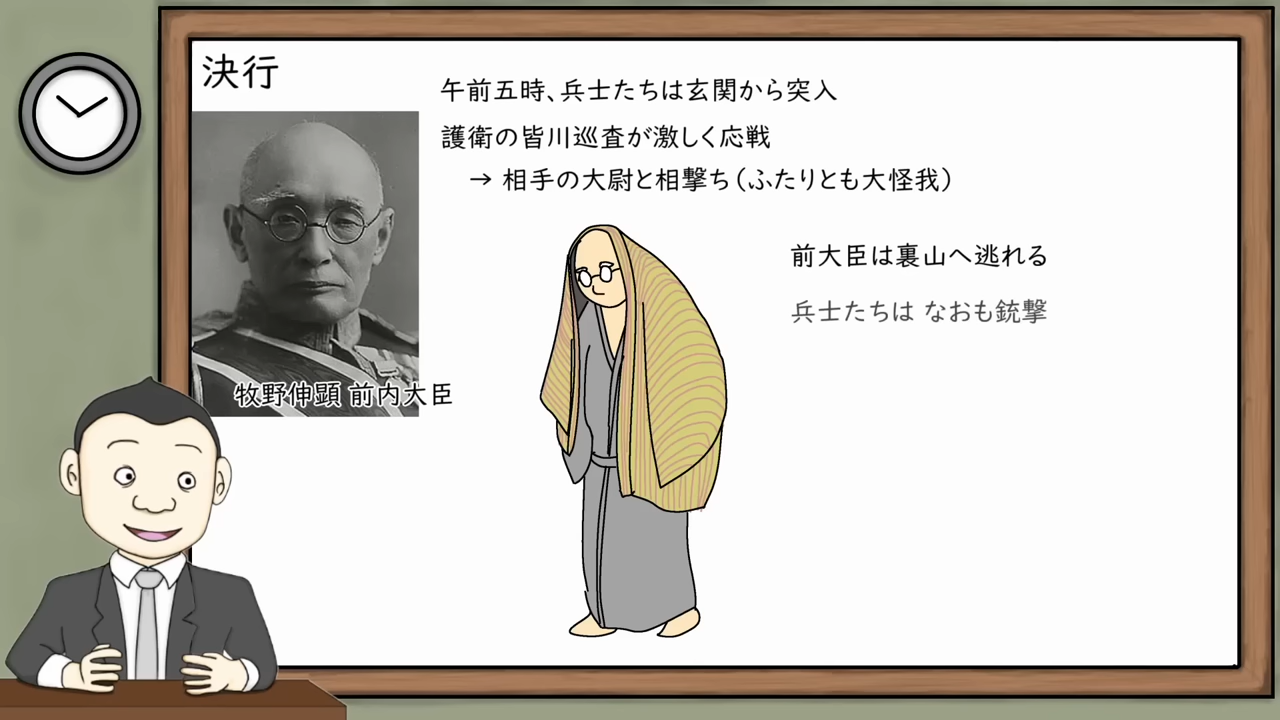 決行
午前五時、兵士たちは玄関から突入
護衛の皆川巡査が激しく応戦
→ 相手の大尉と相撃ち（ふたりとも大怪我）
前大臣は裏山へ逃れる
兵士たちは なおも銃撃
牧野伸顕 前内大臣